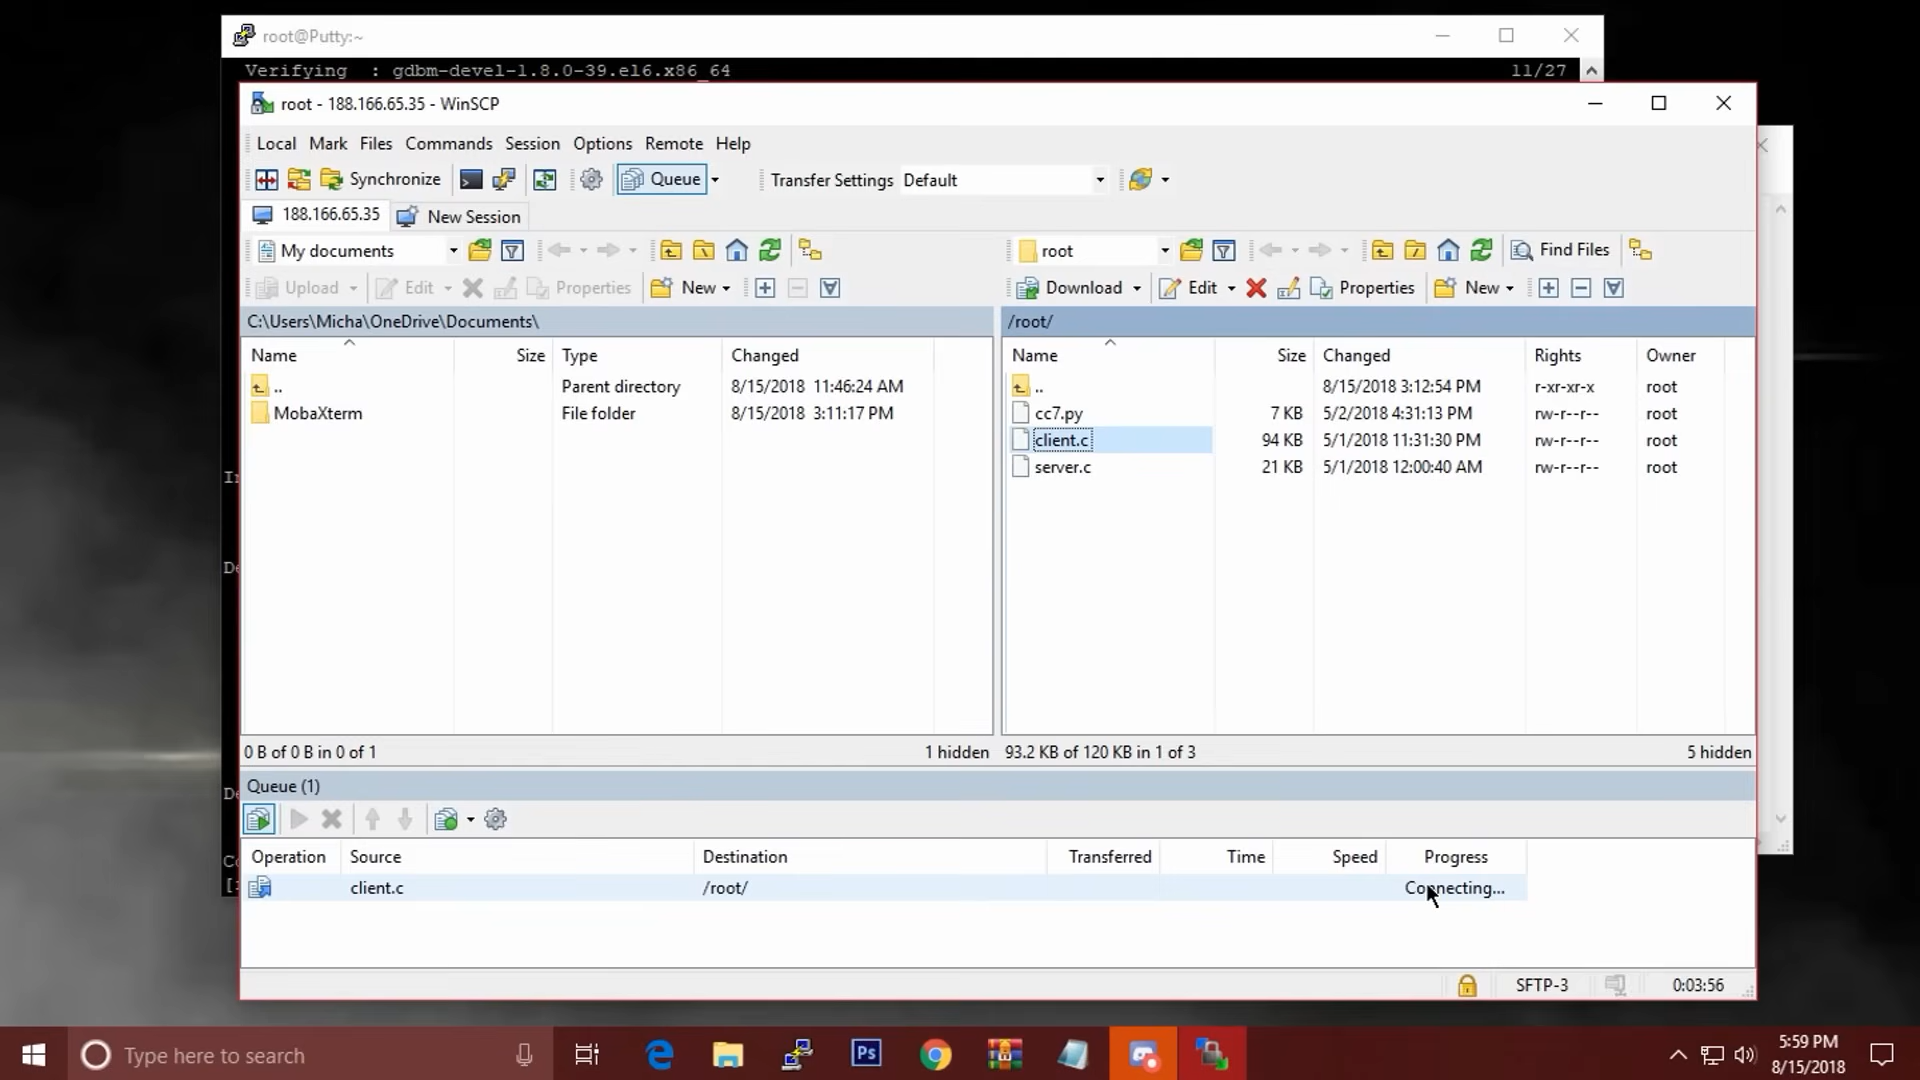 root@Putty:~
Verifying : gdbm-devel-1.8.0-39.el6.x86_64 11/27
root - 188.166.65.35 - WinSCP
Local Mark Files Commands Session Options Remote Help
Synchronize Queue Transfer Settings Default
188.166.65.35 New Session
My documents root Find Files
Upload Edit Properties New Download Edit Properties New
C:\Users\Micha\OneDrive\Documents\ /root/
Name Size Type Changed Name Size Changed Rights Owner
.. Parent directory 8/15/2018 11:46:24 AM .. 8/15/2018 3:12:54 PM r-xr-xr-x root
MobaXterm File folder 8/15/2018 3:11:17 PM cc7.py 7 KB 5/2/2018 4:31:13 PM rw-r--r-- root
client.c 94 KB 5/1/2018 11:31:30 PM rw-r--r-- root
server.c 21 KB 5/1/2018 12:00:40 AM rw-r--r-- root
0 B of 0 B in 0 of 1 1 hidden 93.2 KB of 120 KB in 1 of 3 5 hidden
Queue (1)
Operation Source Destination Transferred Time Speed Progress
client.c /root/ Connecting...
SFTP-3 0:03:56
Type here to search Ps 5:59 PM
8/15/2018